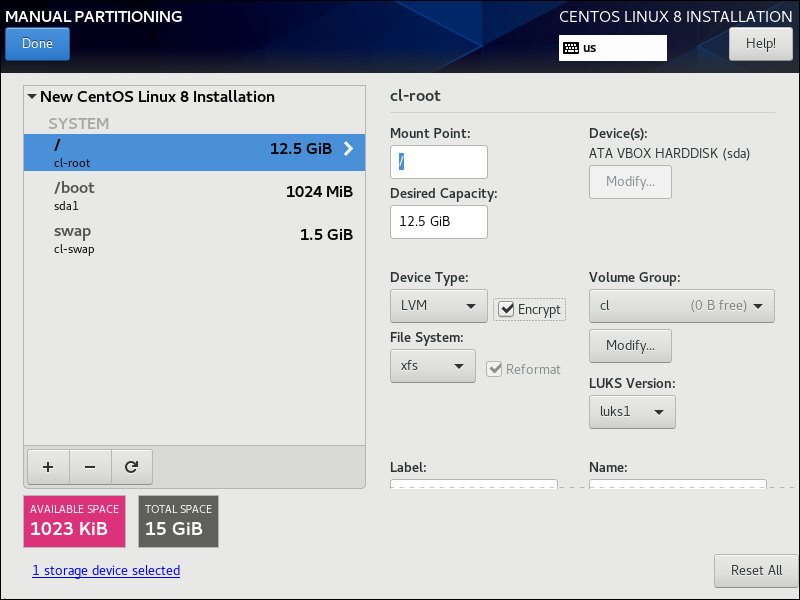 MANUAL PARTITIONING
CENTOS LINUX 8 INSTALLATION
Done
us
Help!
New CentOS Linux 8 Installation
SYSTEM
/
12.5 GiB
cl-root
/boot
1024 MiB
sda1
swap
1.5 GiB
cl-swap
AVAILABLE SPACE
1023 KiB
TOTAL SPACE
15 GiB
1 storage device selected
cl-root
Mount Point:
/
Device(s):
ATA VBOX HARDDISK (sda)
Modify...
Desired Capacity:
12.5 GiB
Device Type:
LVM
Encrypt
Volume Group:
cl (0 B free)
Modify...
File System:
xfs
Reformat
LUKS Version:
luks1
Label:
Name:
Reset All